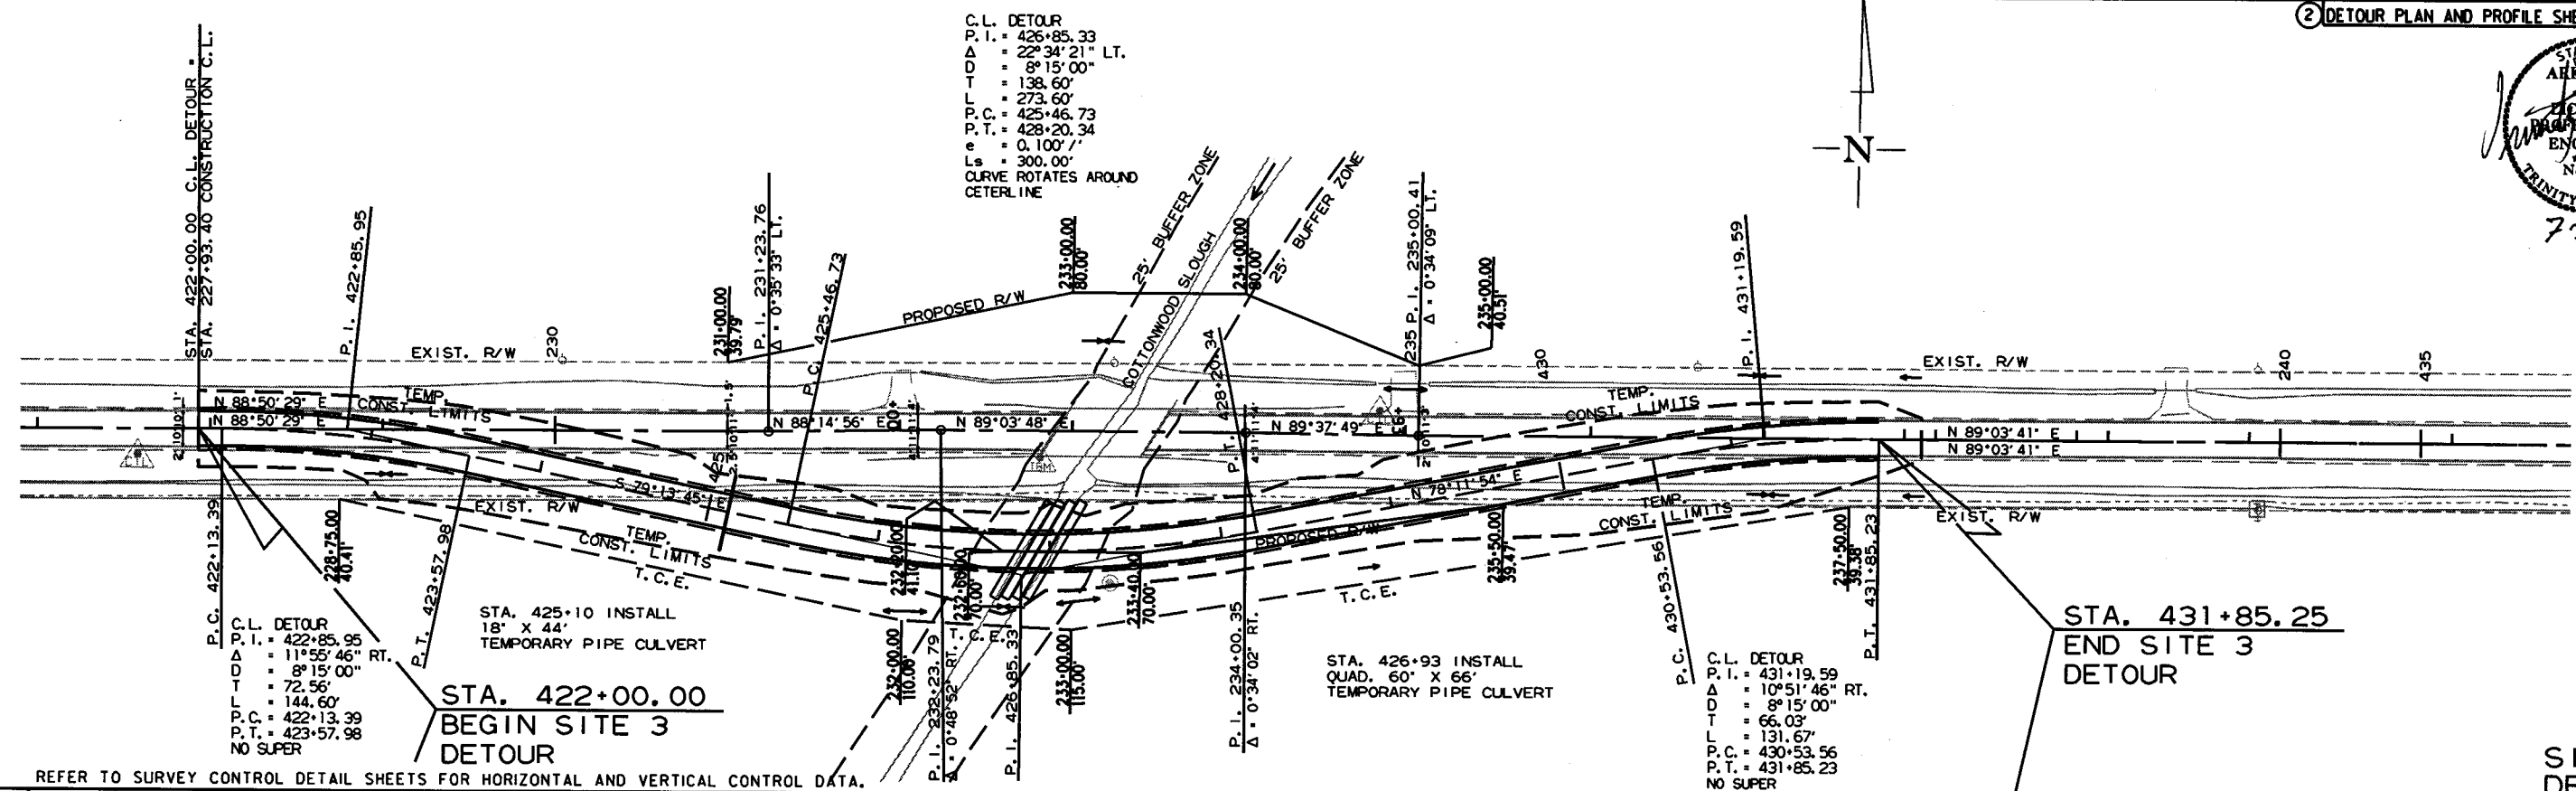 ② DETOUR PLAN AND PROFILE SHE
C.L. DETOUR
P.I. = 426+85.33
Δ = 22°34'21" LT.
D = 8°15'00"
T = 138.60'
L = 273.60'
P.C. = 425+46.73
P.T. = 428+20.34
e = 0.100'/'
Ls = 300.00'
CURVE ROTATES AROUND
CETERLINE
-N-
TRINITY
STA. 422+00.00 C.L. DETOUR =
STA. 227+93.40 CONSTRUCTION C.L.
P.I. 422+85.95
230
231+00.00
39.79'
P.I. 231+23.76
Δ = 0°35'33" LT.
P.C. 425+46.73
PROPOSED R/W
233+00.00
80.00'
25' BUFFER ZONE
COTTONWOOD SLOUGH
234+00.00
80.00'
25' BUFFER ZONE
428+20.34
P.T.
235
P.I. 235+00.41
Δ = 0°34'09" LT.
235+00.00
40.51'
430
P.I. 431+19.59
240
435
EXIST. R/W
EXIST. R/W
TEMP.
CONST. LIMITS
TEMP.
CONST. LIMITS
N 88°50'29" E
N 88°50'29" E
N 88°14'56" E
N 89°03'48" E
N 89°37'49" E
N 89°03'41" E
N 89°03'41" E
S 79°13'45" E
425
N 78°11'54" E
EXIST. R/W
TEMP.
CONST. LIMITS
T.C.E.
PROPOSED R/W
TEMP.
CONST. LIMITS
T.C.E.
EXIST. R/W
P.C. 422+13.39
228+75.00
40.41'
P.T. 423+57.98
232+20.00
41.10'
232+60.00
70.00'
233+40.00
70.00'
235+50.00
39.47'
P.C. 430+53.56
237+50.00
39.38'
P.T. 431+85.23
232+00.00
110.06'
P.I. 232+23.79
Δ = 0°48'52" RT.
T.C.E.
P.I. 426+85.33
233+00.00
115.00'
P.I. 234+00.35
Δ = 0°34'02" RT.
STA. 425+10 INSTALL
18" X 44'
TEMPORARY PIPE CULVERT
STA. 426+93 INSTALL
QUAD. 60" X 66'
TEMPORARY PIPE CULVERT
C.L. DETOUR
P.I. = 422+85.95
Δ = 11°55'46" RT.
D = 8°15'00"
T = 72.56'
L = 144.60'
P.C. = 422+13.39
P.T. = 423+57.98
NO SUPER
STA. 422+00.00
BEGIN SITE 3
DETOUR
C.L. DETOUR
P.I. = 431+19.59
Δ = 10°51'46" RT.
D = 8°15'00"
T = 66.03'
L = 131.67'
P.C. = 430+53.56
P.T. = 431+85.23
NO SUPER
STA. 431+85.25
END SITE 3
DETOUR
REFER TO SURVEY CONTROL DETAIL SHEETS FOR HORIZONTAL AND VERTICAL CONTROL DATA.